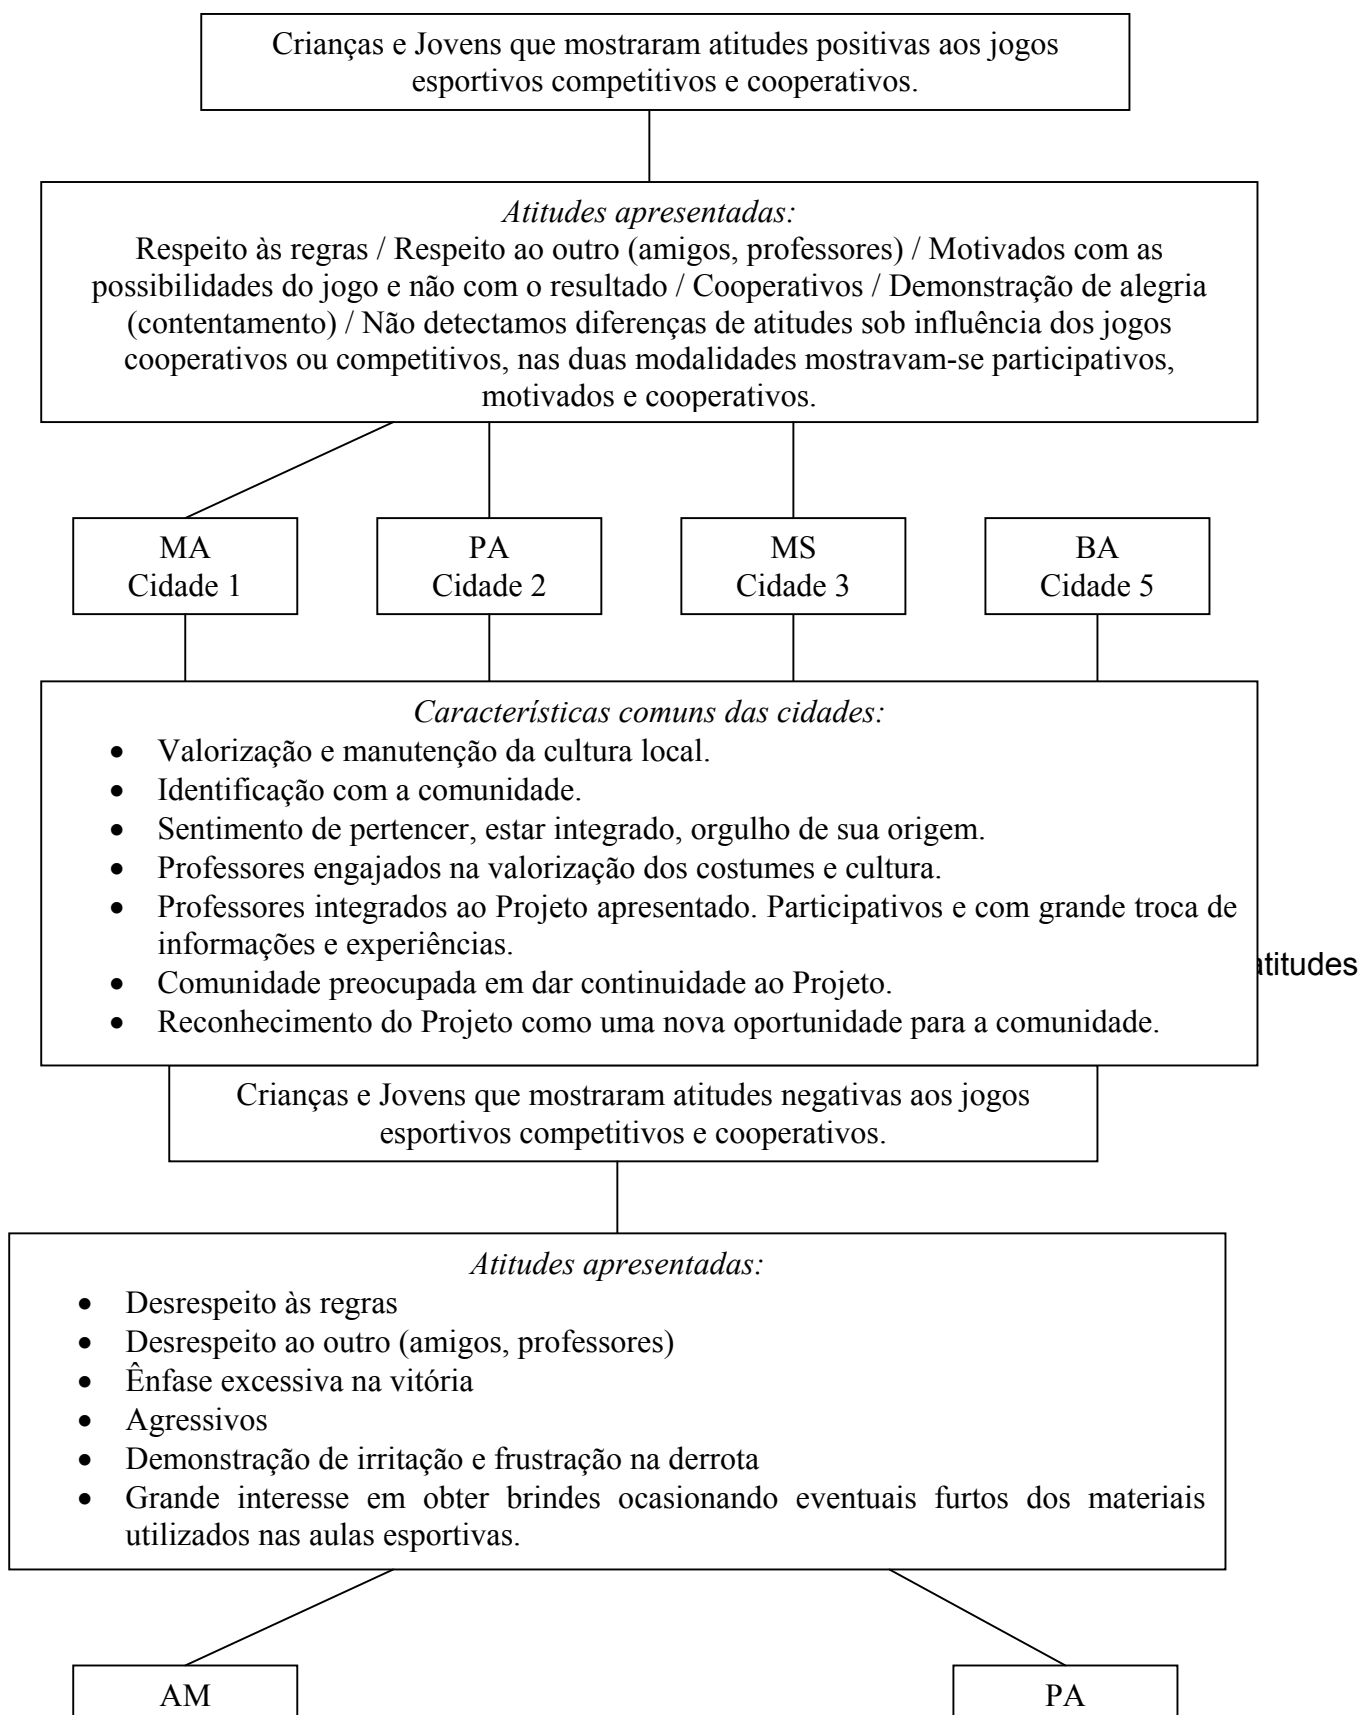 Crianças e Jovens que mostraram atitudes positivas aos jogos
esportivos competitivos e cooperativos.
Atitudes apresentadas:
Respeito às regras / Respeito ao outro (amigos, professores) / Motivados com as
possibilidades do jogo e não com o resultado / Cooperativos / Demonstração de alegria
(contentamento) / Não detectamos diferenças de atitudes sob influência dos jogos
cooperativos ou competitivos, nas duas modalidades mostravam-se participativos,
motivados e cooperativos.
MA
Cidade 1
PA
Cidade 2
MS
Cidade 3
BA
Cidade 5
Características comuns das cidades:
• Valorização e manutenção da cultura local.
• Identificação com a comunidade.
• Sentimento de pertencer, estar integrado, orgulho de sua origem.
• Professores engajados na valorização dos costumes e cultura.
• Professores integrados ao Projeto apresentado. Participativos e com grande troca de
informações e experiências.
atitudes
• Comunidade preocupada em dar continuidade ao Projeto.
• Reconhecimento do Projeto como uma nova oportunidade para a comunidade.
Crianças e Jovens que mostraram atitudes negativas aos jogos
esportivos competitivos e cooperativos.
Atitudes apresentadas:
• Desrespeito às regras
• Desrespeito ao outro (amigos, professores)
• Ênfase excessiva na vitória
• Agressivos
• Demonstração de irritação e frustração na derrota
• Grande interesse em obter brindes ocasionando eventuais furtos dos materiais
utilizados nas aulas esportivas.
AM
PA